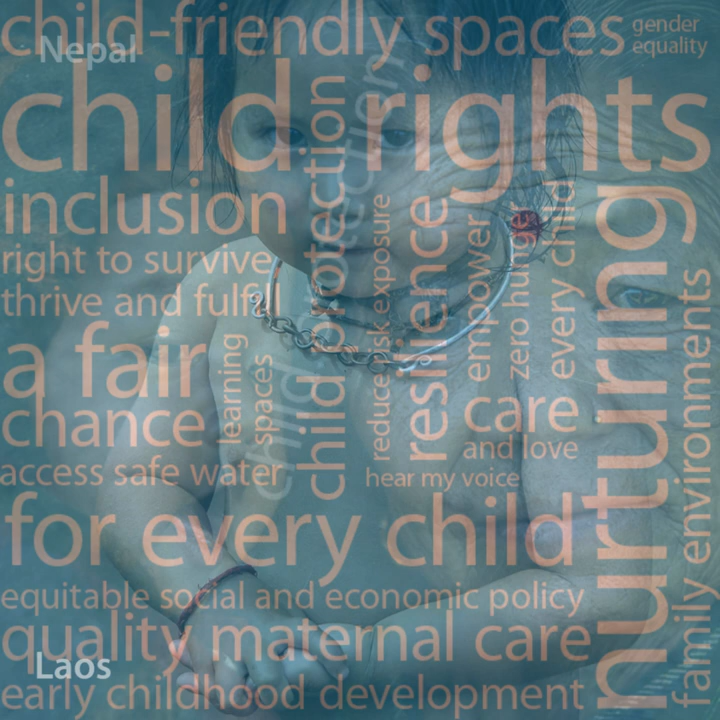 child-friendly spaces
gender
equality
Nepal
child rights
inclusion
right to survive
thrive and fulfil
a fair
chance
access safe water
learning
spaces
child protection
child protection
reduce risk exposure
resilience
empower
zero hunger
every child
care
and love
hear my voice
nurturing
family environments
for every child
equitable social and economic policy
quality maternal care
Laos
early childhood development